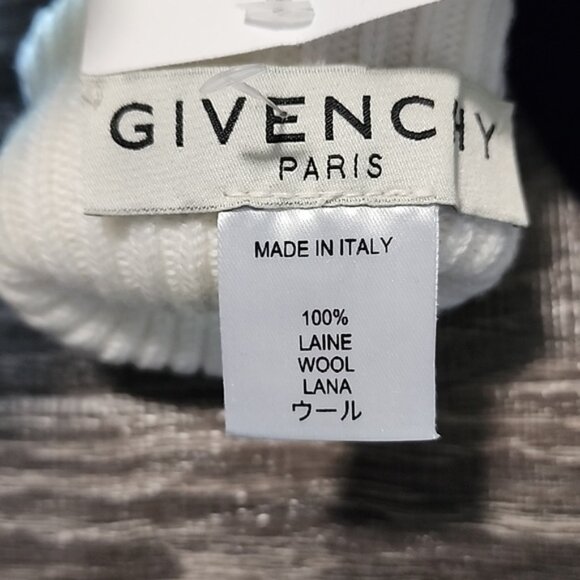 GIVENCHY
PARIS
MADE IN ITALY
100%
LAINE
WOOL
LANA
ウール